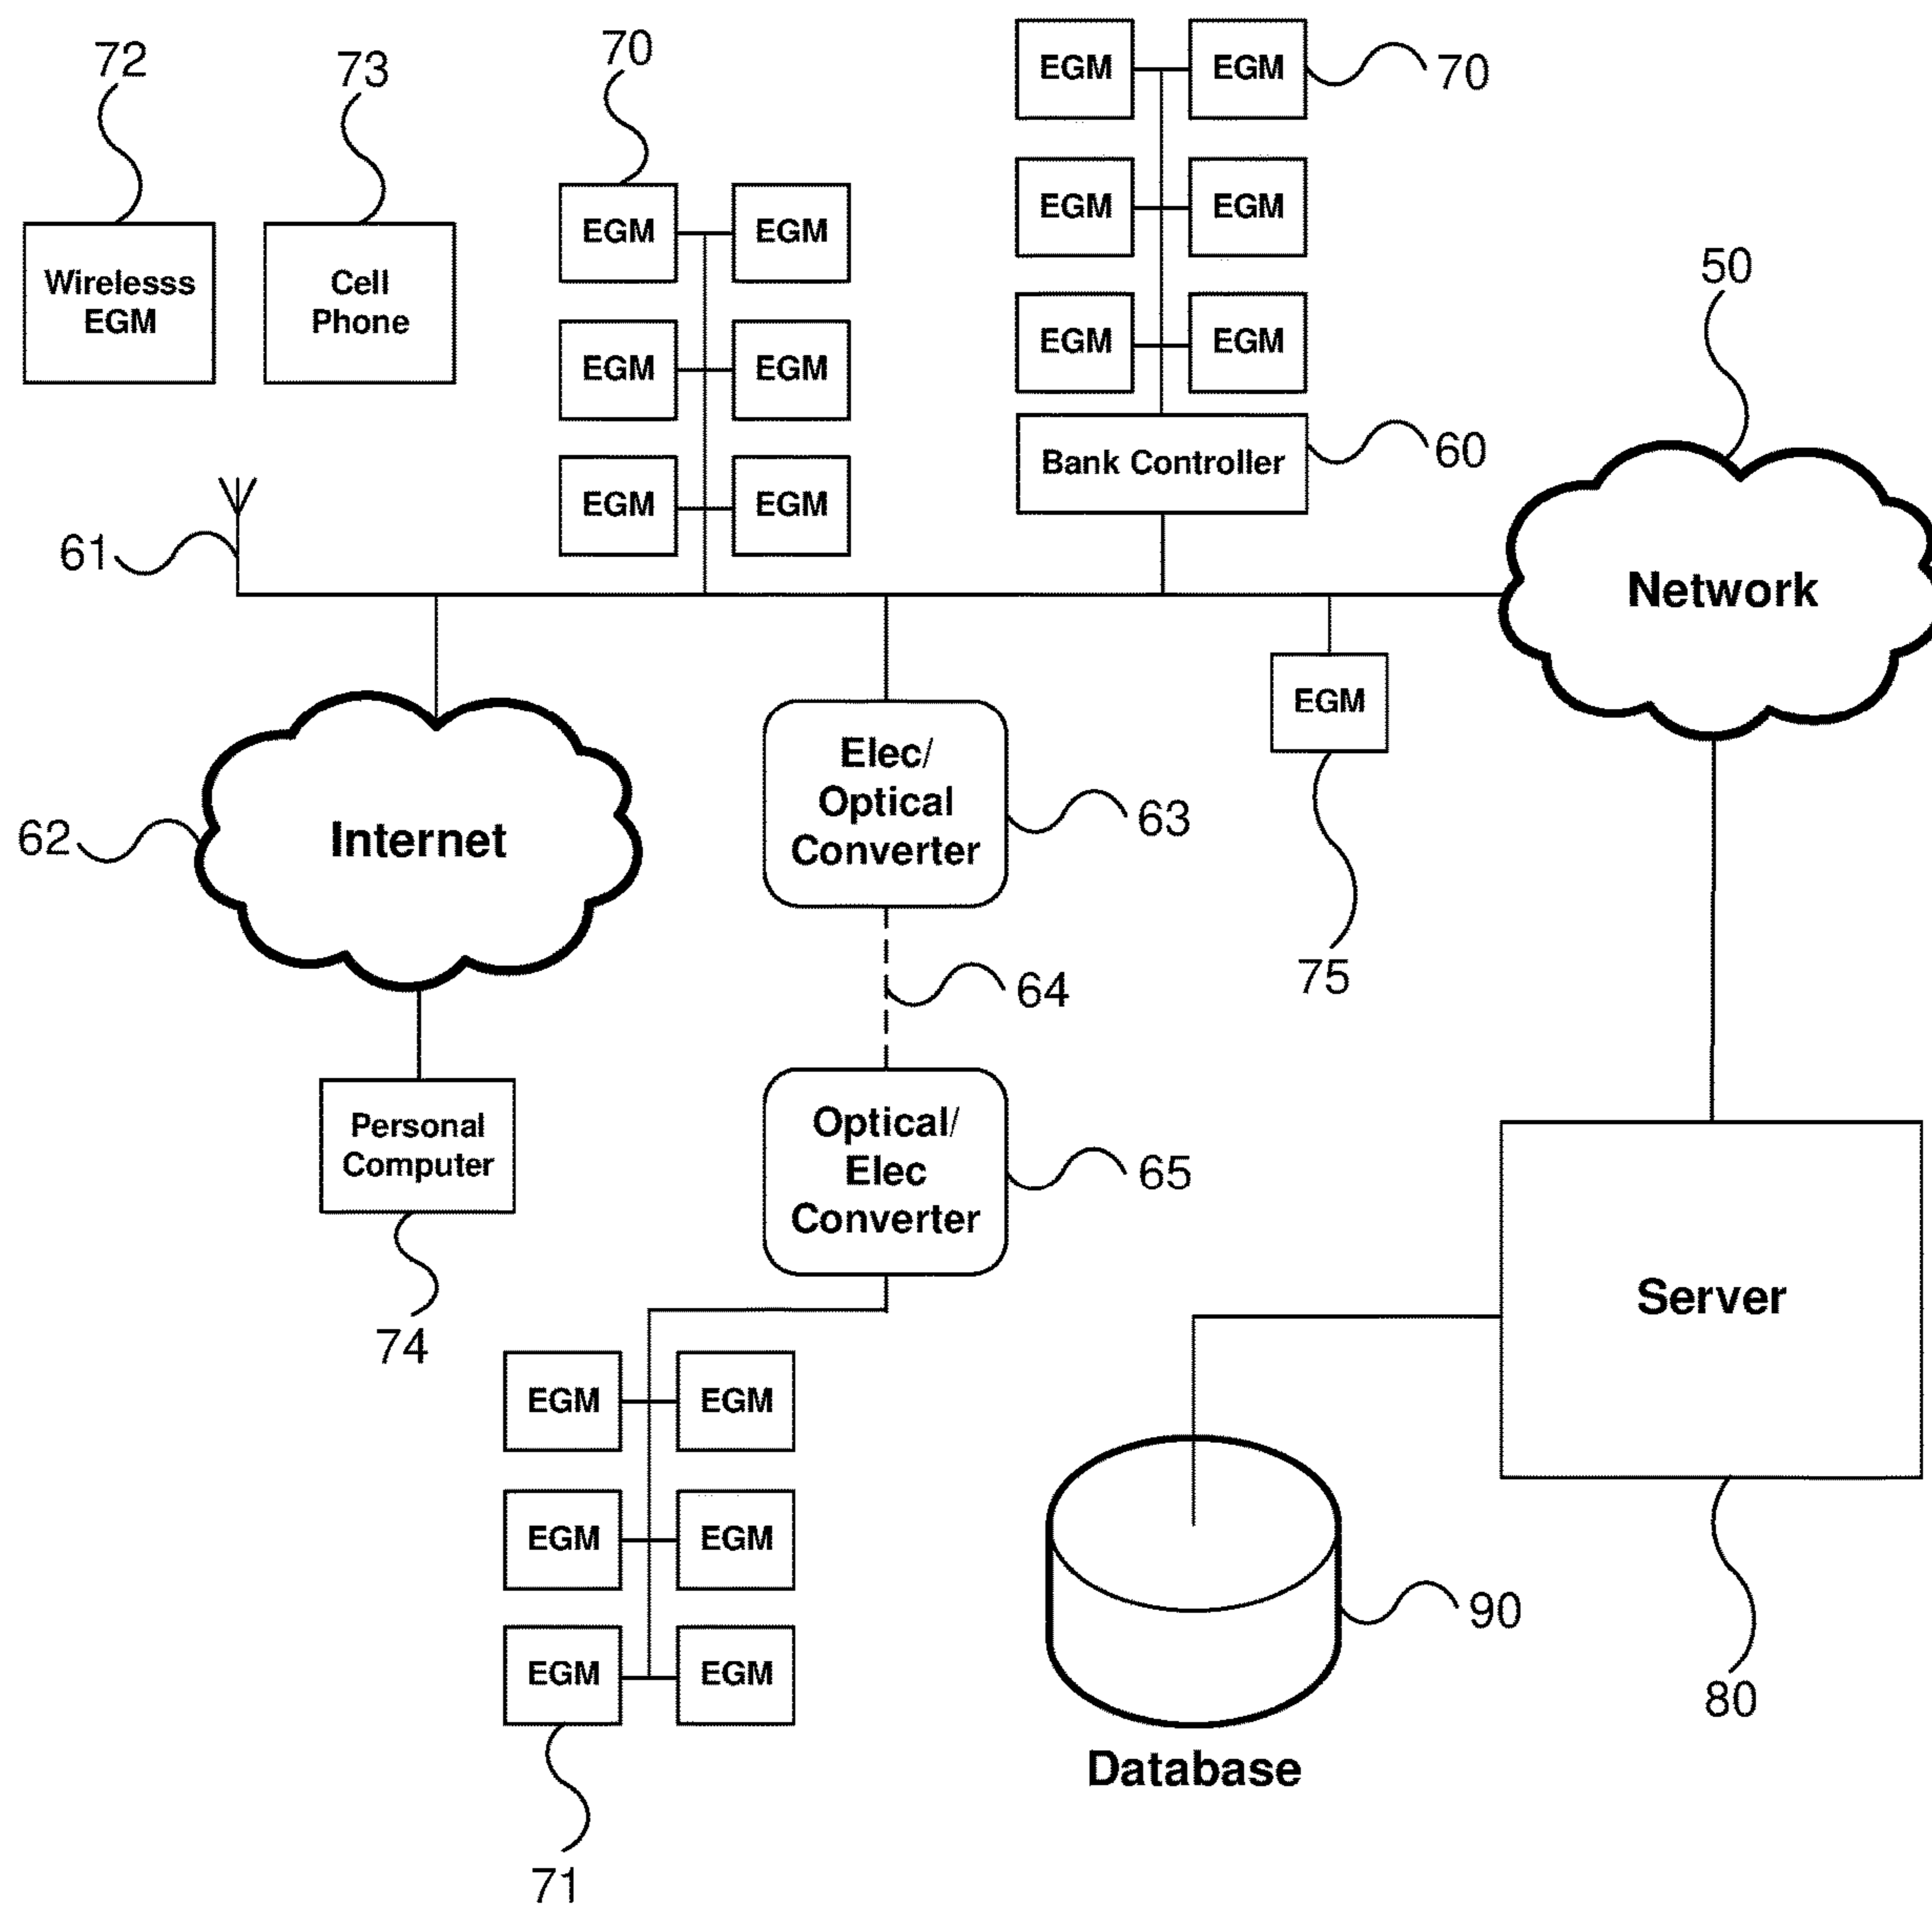 72
73
70
EGM
EGM
70
Wirelesss
EGM
Cell
Phone
EGM
EGM
EGM
EGM
EGM
EGM
EGM
EGM
50
EGM
EGM
Bank Controller
60
EGM
EGM
61
Network
EGM
Elec/
Optical
Converter
63
62
Internet
75
64
Personal
Computer
Optical/
Elec
Converter
65
74
Server
EGM
EGM
EGM
EGM
90
EGM
EGM
80
Database
71